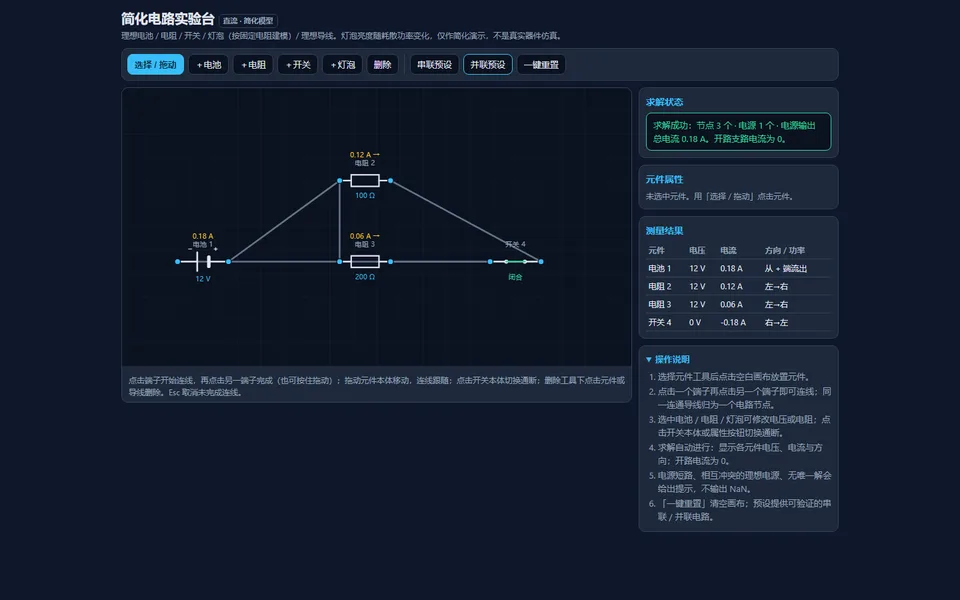 简化电路实验台 直流 · 简化模型
理想电池 / 电阻 / 开关 / 灯泡（按固定电阻建模）/ 理想导线。灯泡亮度随耗散功率变化，仅作简化演示，不是真实器件仿真。
选择 / 拖动 +电池 +电阻 +开关 +灯泡 删除 串联预设 并联预设 一键重置
0.12 A →
电阻 2
100 Ω
0.18 A
电池 1
− +
12 V
0.06 A →
电阻 3
200 Ω
开关 4
闭合
点击端子开始连线，再点击另一端子完成（也可按住拖动）；拖动元件本体移动，连线跟随；点击开关本体切换通断；删除工具下点击元件或
导线删除。Esc 取消未完成连线。
求解状态
求解成功：节点 3 个 · 电源 1 个 · 电源输出
总电流 0.18 A。开路支路电流为 0。
元件属性
未选中元件。用「选择 / 拖动」点击元件。
测量结果
元件 电压 电流 方向 / 功率
电池 1 12 V 0.18 A 从 + 端流出
电阻 2 12 V 0.12 A 左→右
电阻 3 12 V 0.06 A 左→右
开关 4 0 V -0.18 A 右→左
▼ 操作说明
1. 选择元件工具后点击空白画布放置元件。
2. 点击一个端子再点击另一个端子即可连线；同
一连通导线归为一个电路节点。
3. 选中电池 / 电阻 / 灯泡可修改电压或电阻；点
击开关本体或属性按钮切换通断。
4. 求解自动进行：显示各元件电压、电流与方
向；开路电流为 0。
5. 电源短路、相互冲突的理想电源、无唯一解会
给出提示，不输出 NaN。
6. 「一键重置」清空画布；预设提供可验证的串
联 / 并联电路。